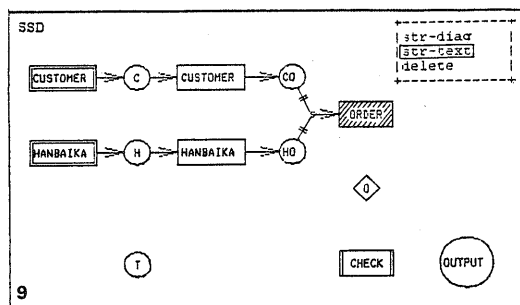 SSD
str-diag
str-text
delete
CUSTOMER C CUSTOMER CO
ORDER
HANBAIKA H HANBAIKA HO
O
T CHECK OUTPUT
9